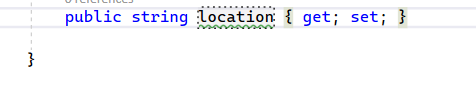 public string location { get; set; }
}